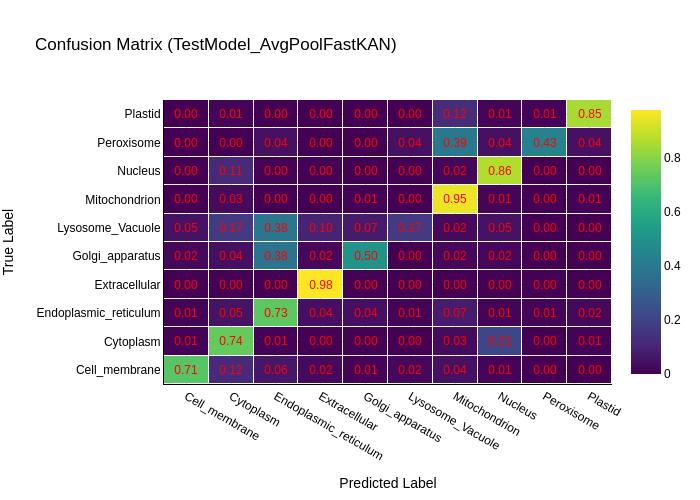 Confusion Matrix (TestModel_AvgPoolFastKAN)
True Label
Plastid 0.00 0.01 0.00 0.00 0.00 0.00 0.12 0.01 0.01 0.85
Peroxisome 0.00 0.00 0.04 0.00 0.00 0.04 0.39 0.04 0.43 0.04
Nucleus 0.00 0.11 0.00 0.00 0.00 0.00 0.02 0.86 0.00 0.00
Mitochondrion 0.00 0.03 0.00 0.00 0.01 0.00 0.95 0.01 0.00 0.01
Lysosome_Vacuole 0.05 0.17 0.38 0.10 0.07 0.17 0.02 0.05 0.00 0.00
Golgi_apparatus 0.02 0.04 0.38 0.02 0.50 0.00 0.02 0.02 0.00 0.00
Extracellular 0.00 0.00 0.00 0.98 0.00 0.00 0.00 0.00 0.00 0.00
Endoplasmic_reticulum 0.01 0.05 0.73 0.04 0.04 0.01 0.07 0.01 0.01 0.02
Cytoplasm 0.01 0.74 0.01 0.00 0.00 0.00 0.03 0.21 0.00 0.01
Cell_membrane 0.71 0.12 0.06 0.02 0.01 0.02 0.04 0.01 0.00 0.00
Cell_membrane Cytoplasm Endoplasmic_reticulum Extracellular Golgi_apparatus Lysosome_Vacuole Mitochondrion Nucleus Peroxisome Plastid
Predicted Label
0.8
0.6
0.4
0.2
0